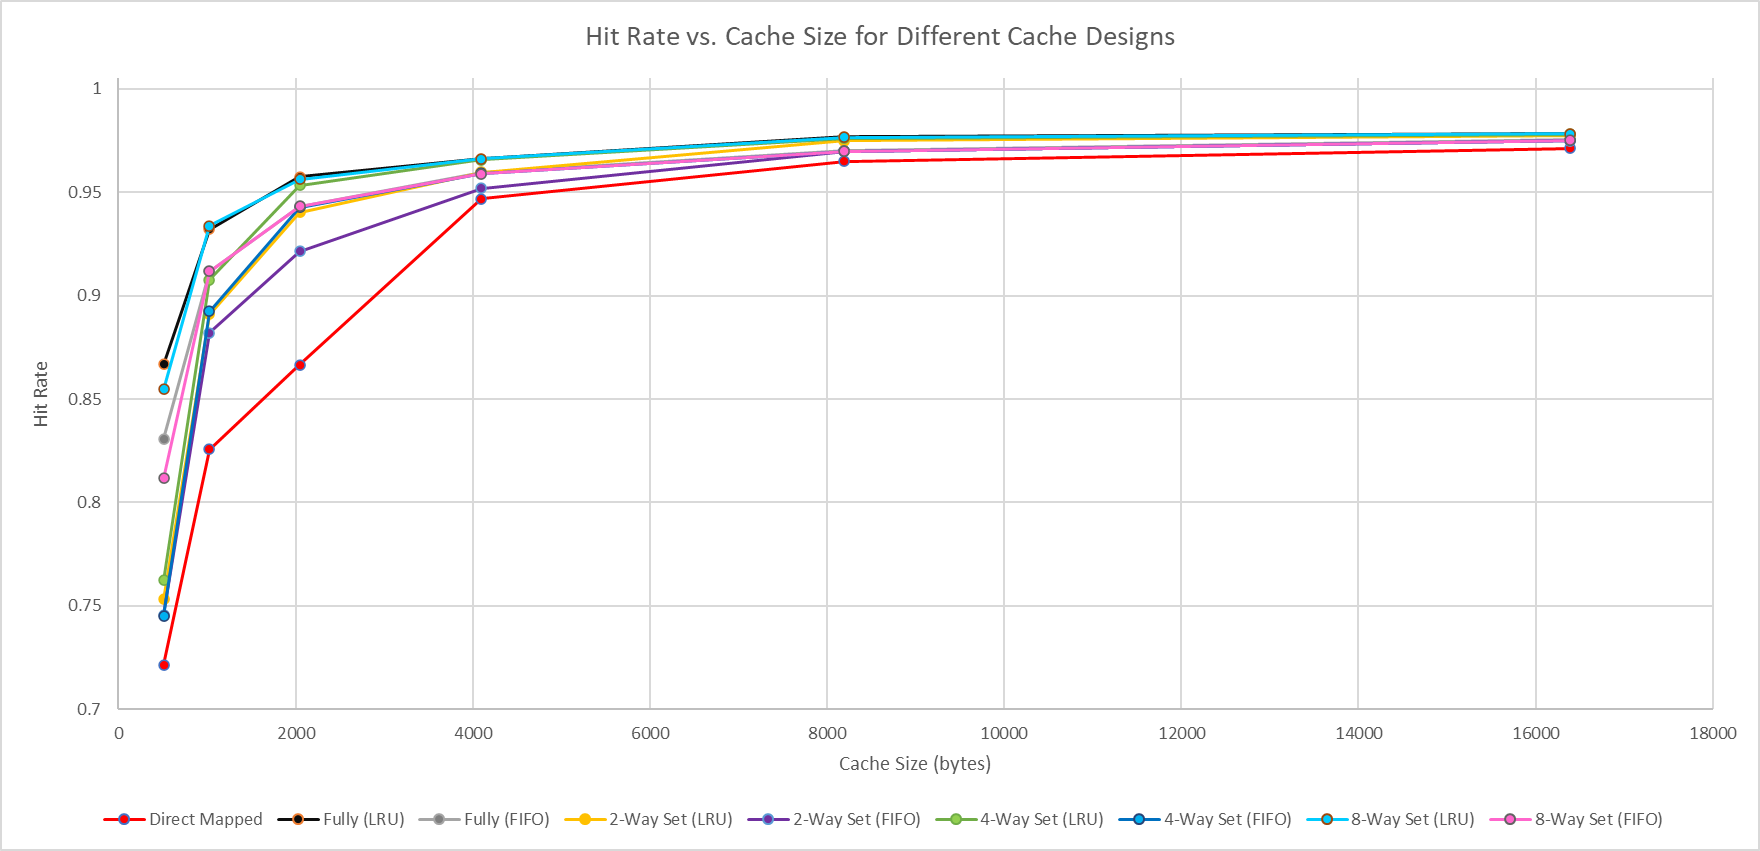 Hit Rate vs. Cache Size for Different Cache Designs
1
0.95
0.9
0.85
0.8
0.75
0.7
Hit Rate
0 2000 4000 6000 8000 10000 12000 14000 16000 18000
Cache Size (bytes)
Direct Mapped Fully (LRU) Fully (FIFO) 2-Way Set (LRU) 2-Way Set (FIFO) 4-Way Set (LRU) 4-Way Set (FIFO) 8-Way Set (LRU) 8-Way Set (FIFO)